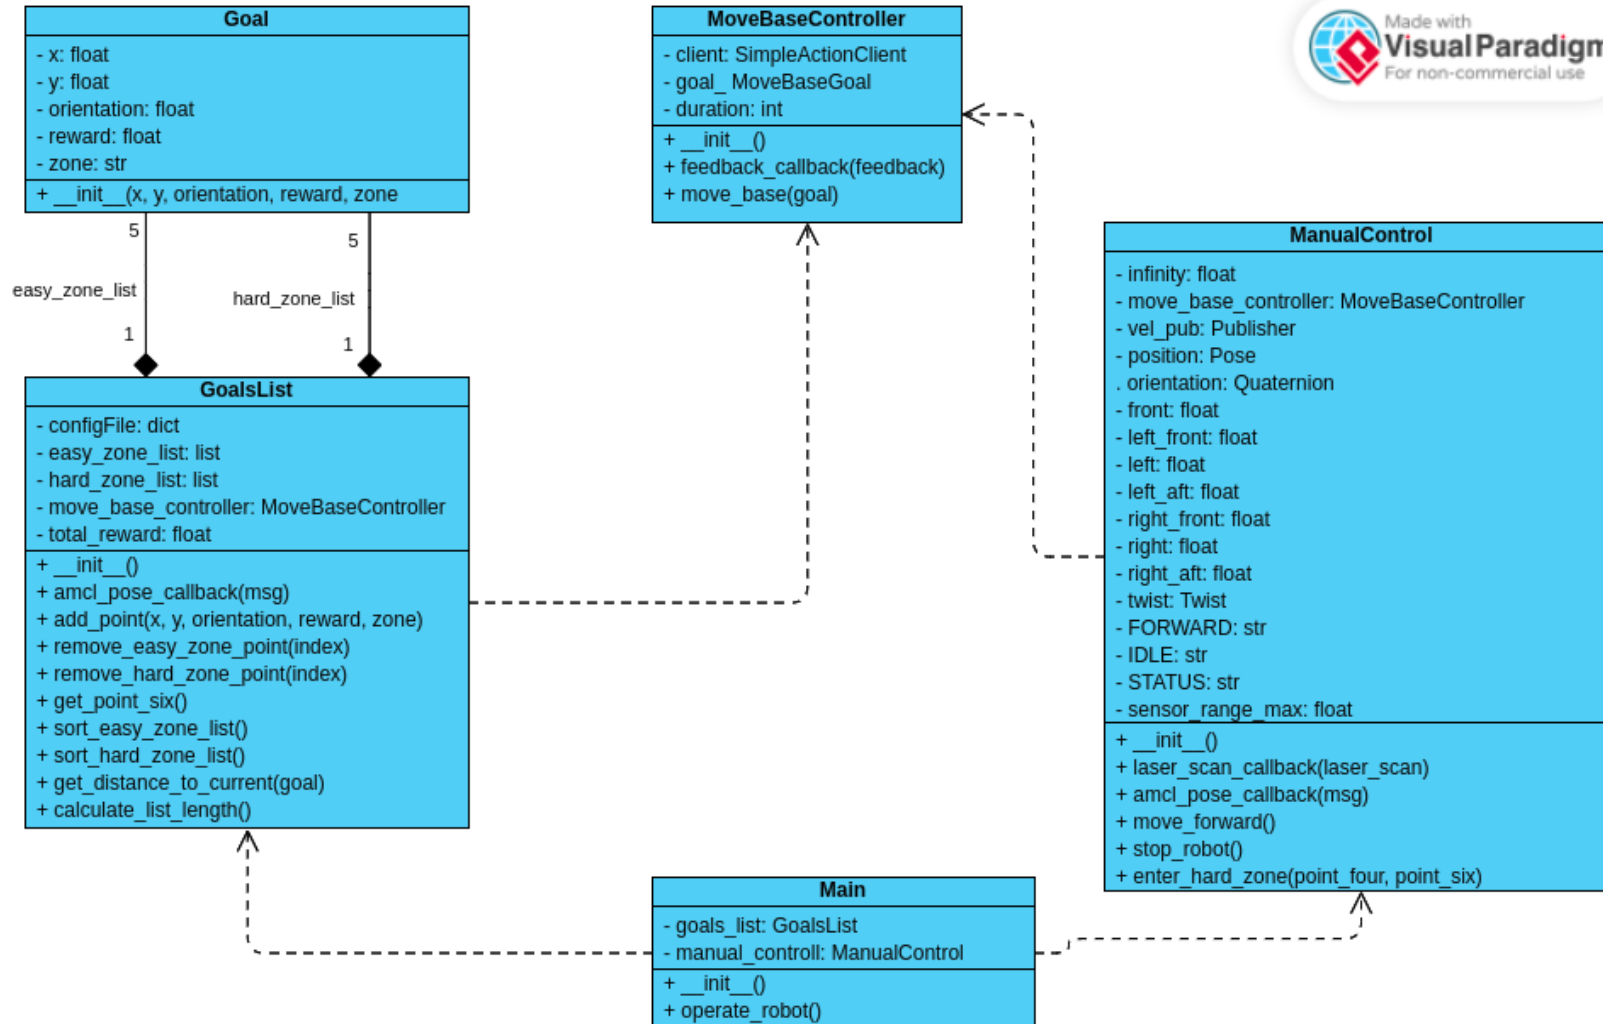 Goal
- x: float
- y: float
- orientation: float
- reward: float
- zone: str
+ __init__(x, y, orientation, reward, zone
5
5
easy_zone_list
hard_zone_list
1
1
GoalsList
- configFile: dict
- easy_zone_list: list
- hard_zone_list: list
- move_base_controller: MoveBaseController
- total_reward: float
+ __init__()
+ amcl_pose_callback(msg)
+ add_point(x, y, orientation, reward, zone)
+ remove_easy_zone_point(index)
+ remove_hard_zone_point(index)
+ get_point_six()
+ sort_easy_zone_list()
+ sort_hard_zone_list()
+ get_distance_to_current(goal)
+ calculate_list_length()
MoveBaseController
- client: SimpleActionClient
- goal_ MoveBaseGoal
- duration: int
+ __init__()
+ feedback_callback(feedback)
+ move_base(goal)
Made with
Visual Paradigm
For non-commercial use
ManualControl
- infinity: float
- move_base_controller: MoveBaseController
- vel_pub: Publisher
- position: Pose
. orientation: Quaternion
- front: float
- left_front: float
- left: float
- left_aft: float
- right_front: float
- right: float
- right_aft: float
- twist: Twist
- FORWARD: str
- IDLE: str
- STATUS: str
- sensor_range_max: float
+ __init__()
+ laser_scan_callback(laser_scan)
+ amcl_pose_callback(msg)
+ move_forward()
+ stop_robot()
+ enter_hard_zone(point_four, point_six)
Main
- goals_list: GoalsList
- manual_controll: ManualControl
+ __init__()
+ operate_robot()